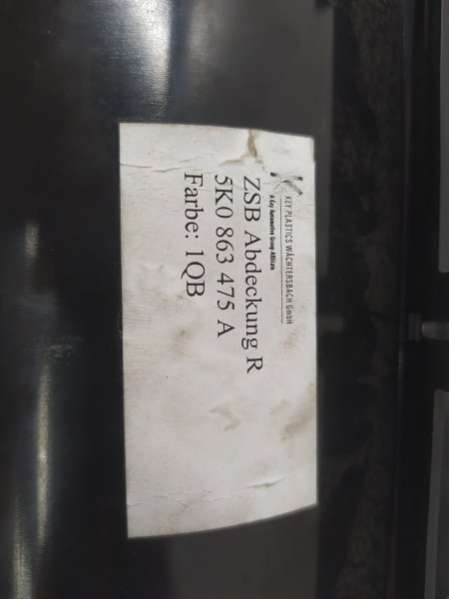 KEY PLASTICS WÄCHTERSBACH GmbH
A Key Automotive Group Affiliate
ZSB Abdeckung R
5K0 863 475 A
Farbe: 1QB